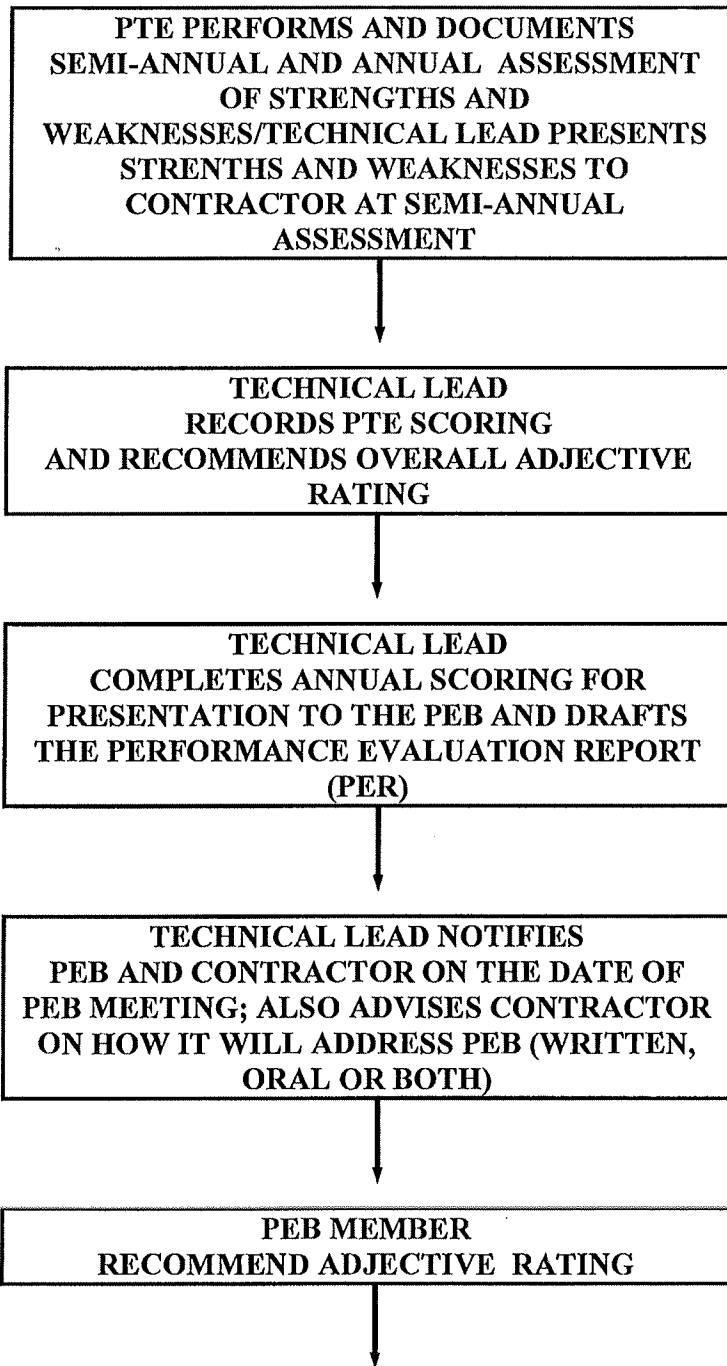 PTE PERFORMS AND DOCUMENTS
SEMI-ANNUAL AND ANNUAL ASSESSMENT
OF STRENGTHS AND
WEAKNESSES/TECHNICAL LEAD PRESENTS
STRENTHS AND WEAKNESSES TO
CONTRACTOR AT SEMI-ANNUAL
ASSESSMENT
TECHNICAL LEAD
RECORDS PTE SCORING
AND RECOMMENDS OVERALL ADJECTIVE
RATING
TECHNICAL LEAD
COMPLETES ANNUAL SCORING FOR
PRESENTATION TO THE PEB AND DRAFTS
THE PERFORMANCE EVALUATION REPORT
(PER)
TECHNICAL LEAD NOTIFIES
PEB AND CONTRACTOR ON THE DATE OF
PEB MEETING; ALSO ADVISES CONTRACTOR
ON HOW IT WILL ADDRESS PEB (WRITTEN,
ORAL OR BOTH)
PEB MEMBER
RECOMMEND ADJECTIVE RATING